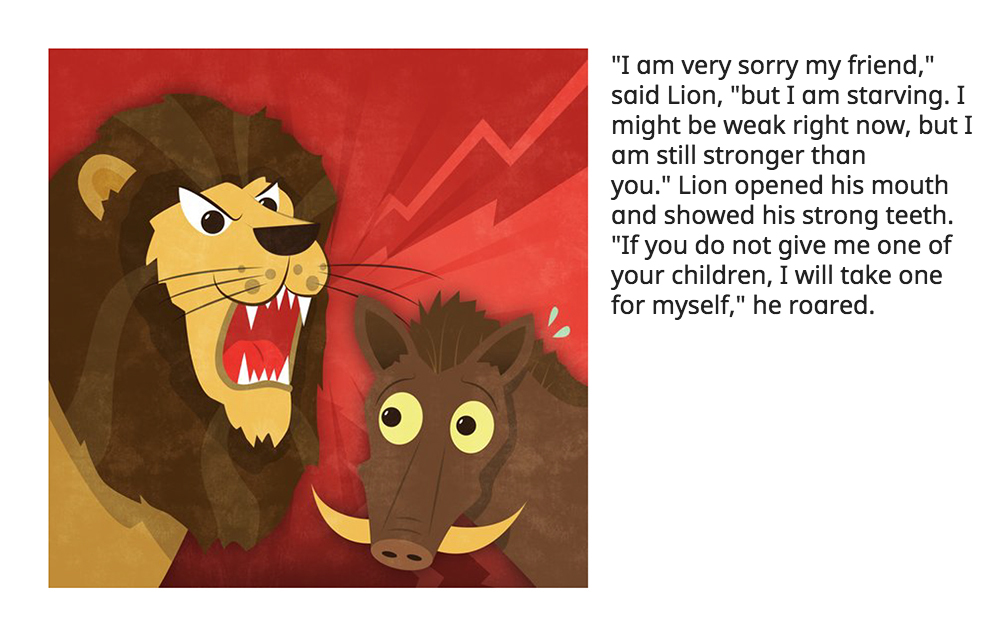 "I am very sorry my friend,"
said Lion, "but I am starving. I
might be weak right now, but I
am still stronger than
you." Lion opened his mouth
and showed his strong teeth.
"If you do not give me one of
your children, I will take one
for myself," he roared.